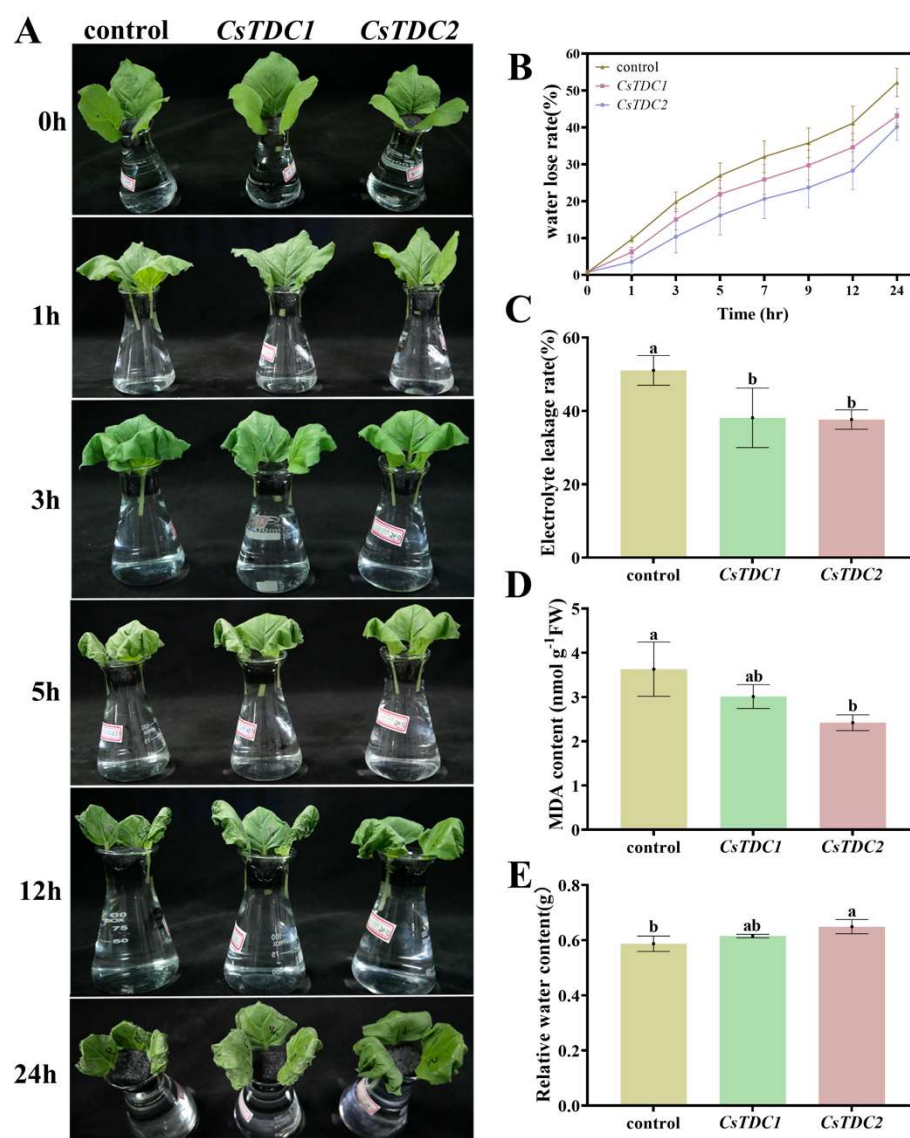 A
control CsTDC1 CsTDC2
0h
1h
3h
5h
12h
24h
B
water lose rate(%)
60
40
30
20
10
0
control
CsTDC1
CsTDC2
0 1 3 5 7 9 12 24
Time (hr)
C
Electrolyte leakage rate(%)
60
40
20
0
a b b
control CsTDC1 CsTDC2
D
MDA content (nmol g-1FW)
5
4
3
2
1
0
a ab b
control CsTDC1 CsTDC2
E
Relative water content(g)
0.8
0.6
0.4
0.2
0.0
b ab a
control CsTDC1 CsTDC2